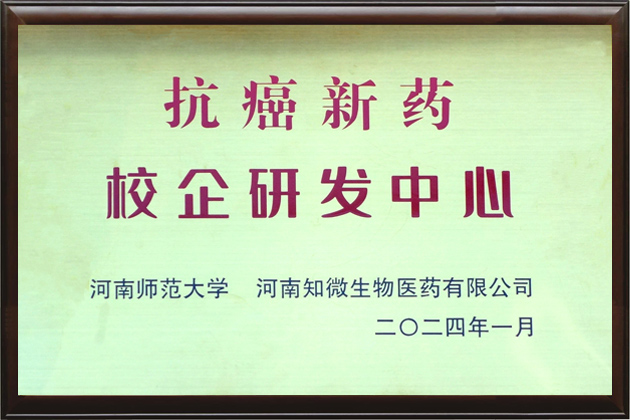 抗癌新药
校企研发中心
河南师范大学 河南知微生物医药有限公司
二〇二四年一月